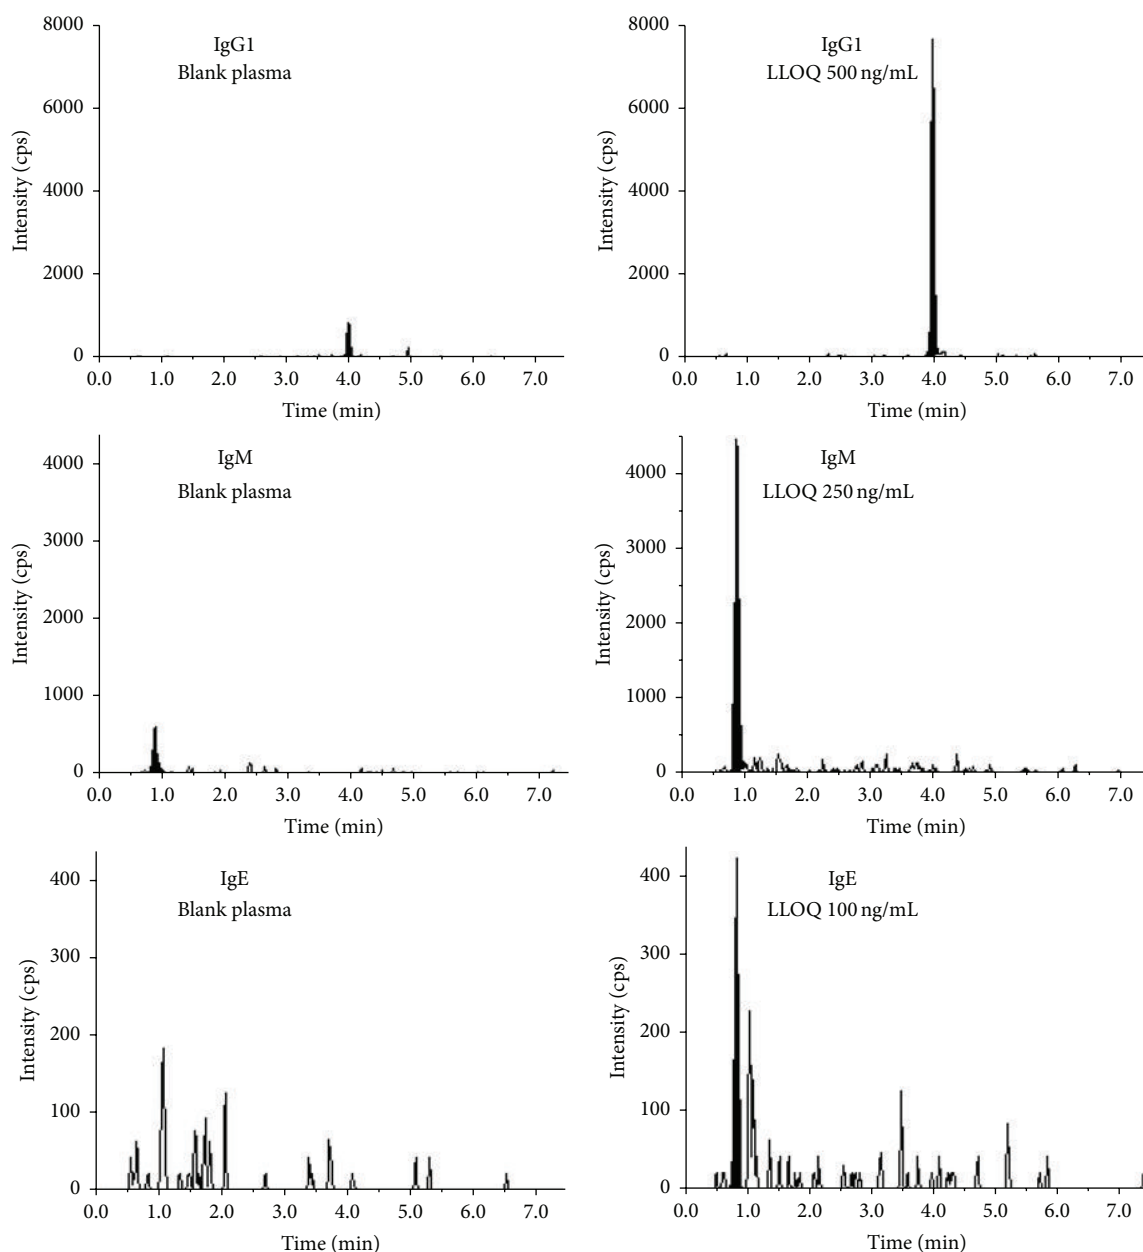 8000
6000
4000
2000
0
Intensity (cps)
IgG1
Blank plasma
0.0 1.0 2.0 3.0 4.0 5.0 6.0 7.0
Time (min)
8000
6000
4000
2000
0
Intensity (cps)
IgG1
LLOQ 500 ng/mL
0.0 1.0 2.0 3.0 4.0 5.0 6.0 7.0
Time (min)
4000
3000
2000
1000
0
Intensity (cps)
IgM
Blank plasma
0.0 1.0 2.0 3.0 4.0 5.0 6.0 7.0
Time (min)
4000
3000
2000
1000
0
Intensity (cps)
IgM
LLOQ 250 ng/mL
0.0 1.0 2.0 3.0 4.0 5.0 6.0 7.0
Time (min)
400
300
200
100
0
Intensity (cps)
IgE
Blank plasma
0.0 1.0 2.0 3.0 4.0 5.0 6.0 7.0
Time (min)
400
300
200
100
0
Intensity (cps)
IgE
LLOQ 100 ng/mL
0.0 1.0 2.0 3.0 4.0 5.0 6.0 7.0
Time (min)